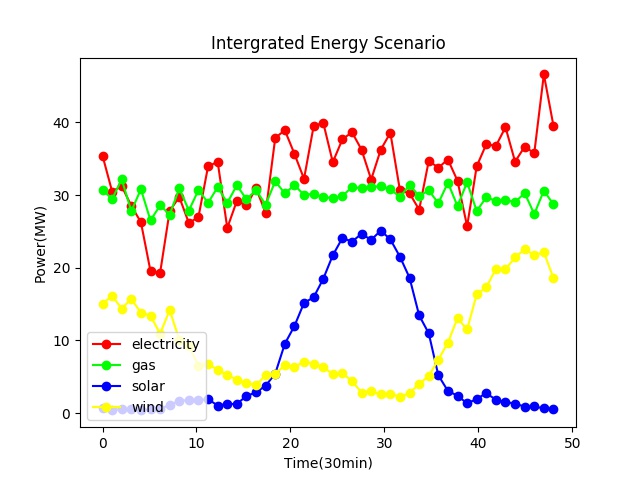 Intergrated Energy Scenario
Power(MW)
40
30
20
10
0
electricity
gas
solar
wind
0 10 20 30 40 50
Time(30min)